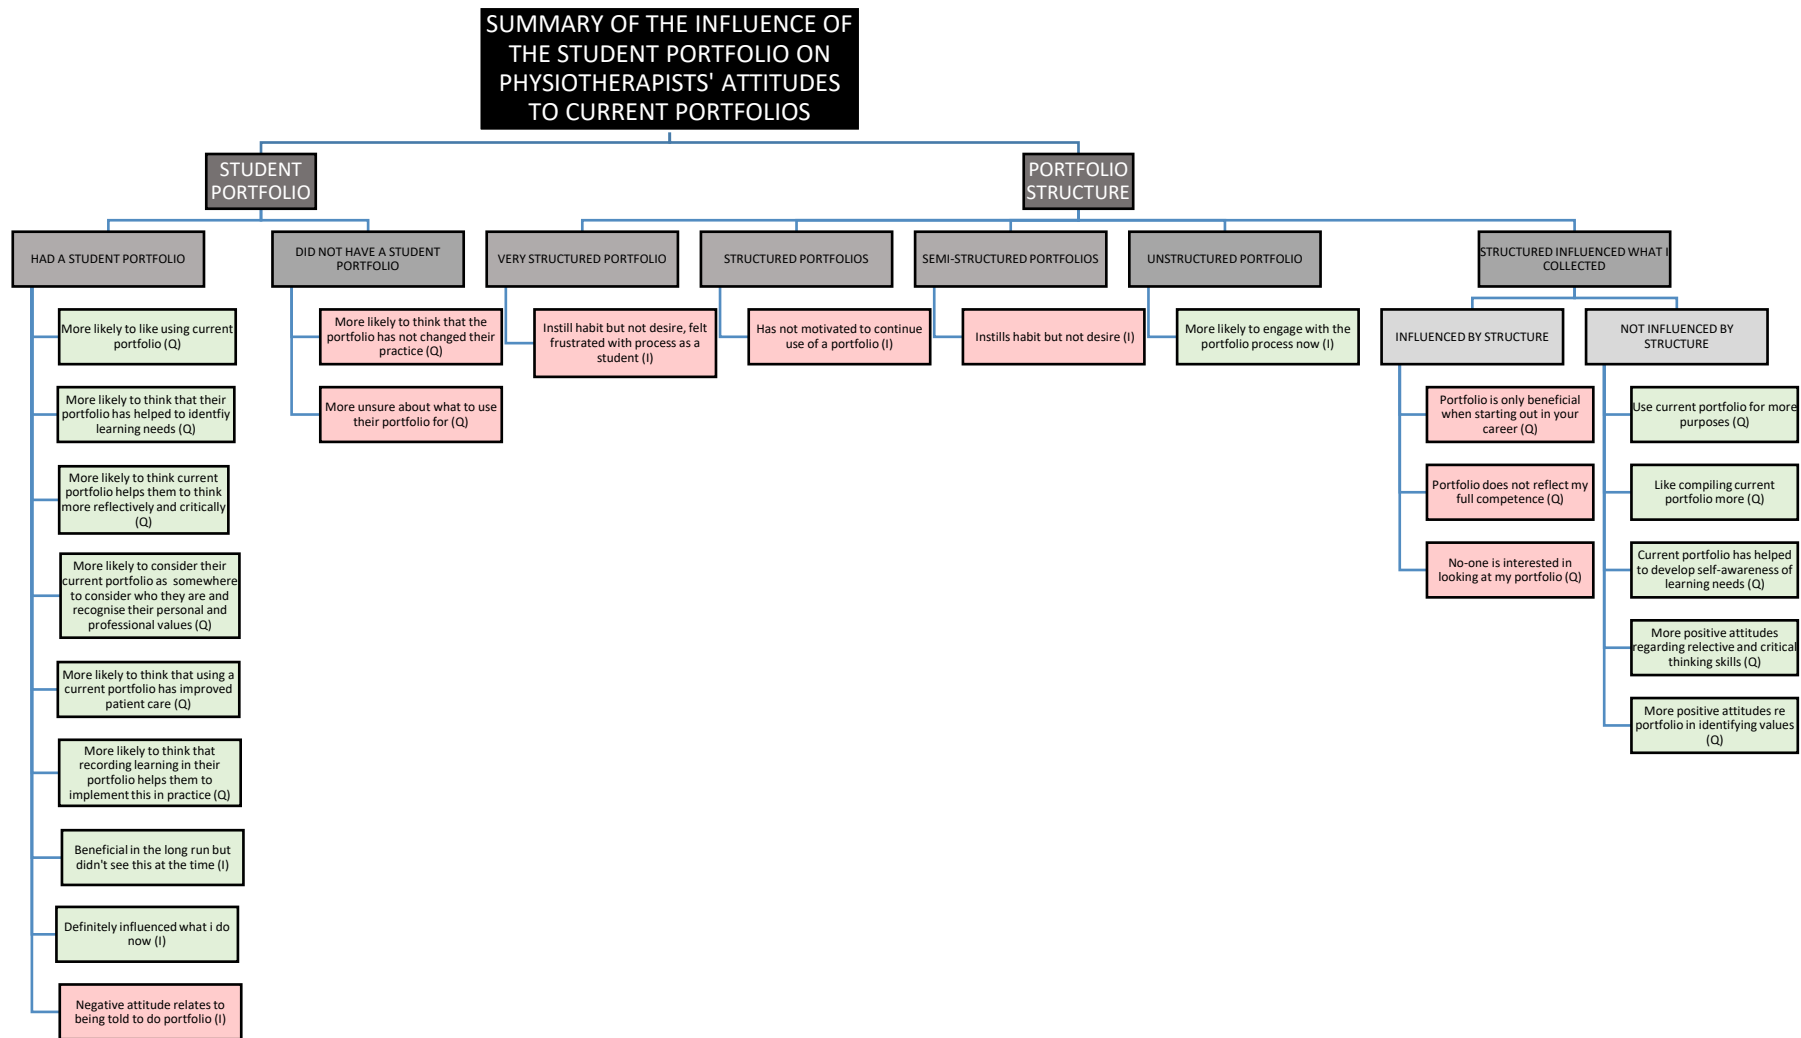 SUMMARY OF THE INFLUENCE OF
THE STUDENT PORTFOLIO ON
PHYSIOTHERAPISTS' ATTITUDES
TO CURRENT PORTFOLIOS
STUDENT
PORTFOLIO
HAD A STUDENT PORTFOLIO
More likely to like using current
portfolio (Q)
More likely to think that their
portfolio has helped to identfiy
learning needs (Q)
More likely to think current
portfolio helps them to think
more reflectively and critically
(Q)
More likely to consider their
current portfolio as somewhere
to consider who they are and
recognise their personal and
professional values (Q)
More likely to think that using a
current portfolio has improved
patient care (Q)
More likely to think that
recording learning in their
portfolio helps them to
implement this in practice (Q)
Beneficial in the long run but
didn't see this at the time (I)
Definitely influenced what i do
now (I)
Negative attitude relates to
being told to do portfolio (I)
DID NOT HAVE A STUDENT
PORTFOLIO
More likely to think that the
portfolio has not changed their
practice (Q)
More unsure about what to use
their portfolio for (Q)
PORTFOLIO
STRUCTURE
VERY STRUCTURED PORTFOLIO
Instill habit but not desire, felt
frustrated with process as a
student (I)
STRUCTURED PORTFOLIOS
Has not motivated to continue
use of a portfolio (I)
SEMI-STRUCTURED PORTFOLIOS
Instills habit but not desire (I)
UNSTRUCTURED PORTFOLIO
More likely to engage with the
portfolio process now (I)
STRUCTURED INFLUENCED WHAT I
COLLECTED
INFLUENCED BY STRUCTURE
Portfolio is only beneficial
when starting out in your
career (Q)
Portfolio does not reflect my
full competence (Q)
No-one is interested in
looking at my portfolio (Q)
NOT INFLUENCED BY
STRUCTURE
Use current portfolio for more
purposes (Q)
Like compiling current
portfolio more (Q)
Current portfolio has helped
to develop self-awareness of
learning needs (Q)
More positive attitudes
regarding relective and critical
thinking skills (Q)
More positive attitudes re
portfolio in identifying values
(Q)